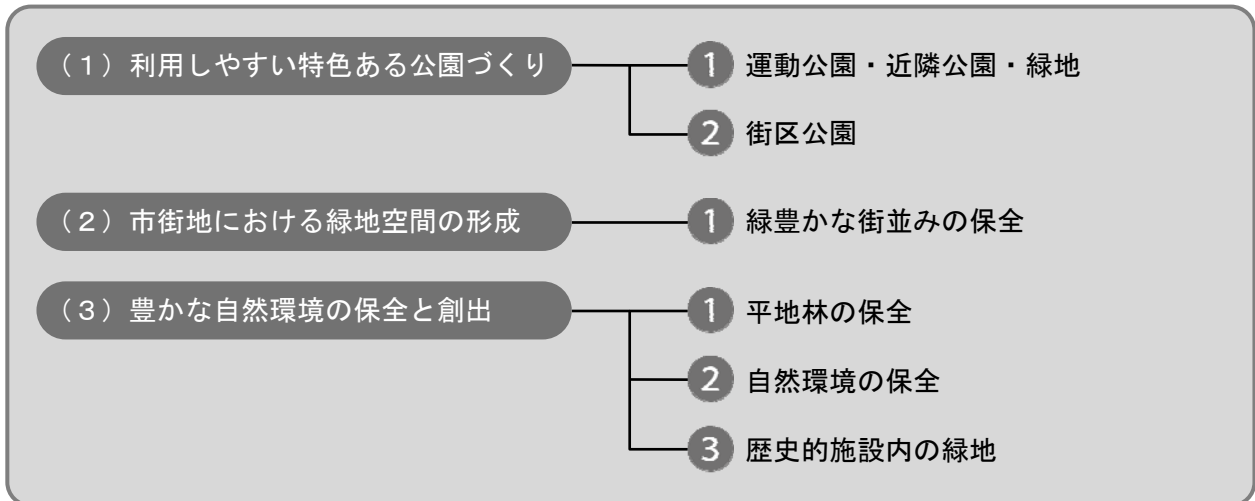 （１）利用しやすい特色ある公園づくり
1 運動公園・近隣公園・緑地
2 街区公園
（２）市街地における緑地空間の形成
1 緑豊かな街並みの保全
（３）豊かな自然環境の保全と創出
1 平地林の保全
2 自然環境の保全
3 歴史的施設内の緑地